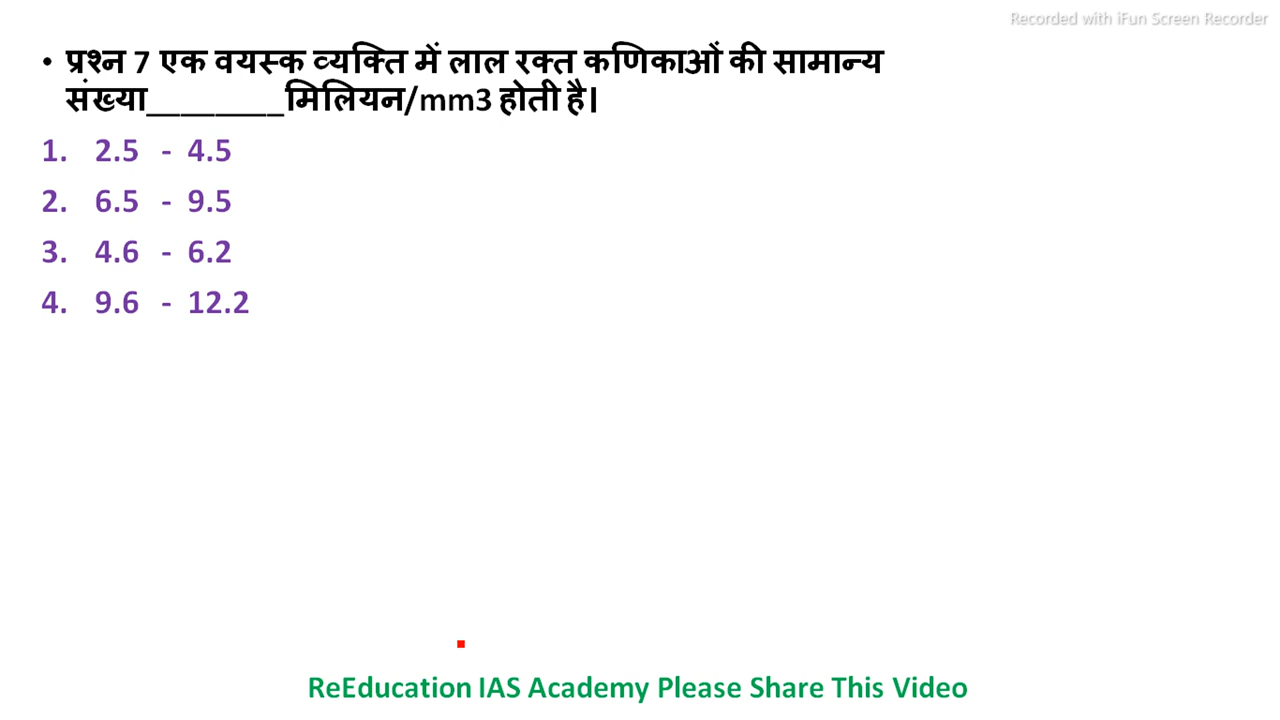 Recorded with iFun Screen Recorder
• प्रश्न 7 एक वयस्क व्यक्ति में लाल रक्त कणिकाओं की सामान्य
संख्या________मिलियन/mm3 होती है।
1. 2.5 - 4.5
2. 6.5 - 9.5
3. 4.6 - 6.2
4. 9.6 - 12.2
ReEducation IAS Academy Please Share This Video